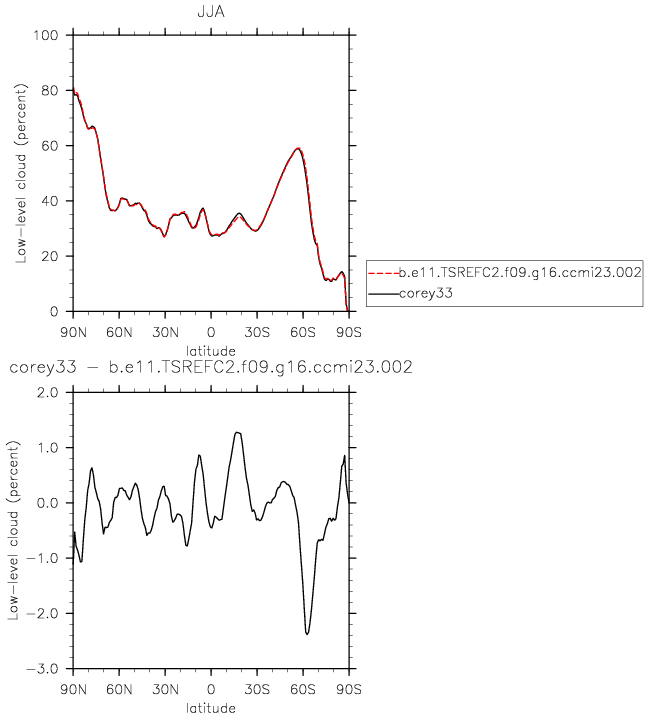 JJA
Low-level cloud (percent)
100
80
60
40
20
0
90N 60N 30N 0 30S 60S 90S
latitude
b.e11.TSREFC2.f09.g16.ccmi23.002
corey33
corey33 - b.e11.TSREFC2.f09.g16.ccmi23.002
Low-level cloud (percent)
2.0
1.0
0.0
-1.0
-2.0
-3.0
90N 60N 30N 0 30S 60S 90S
latitude